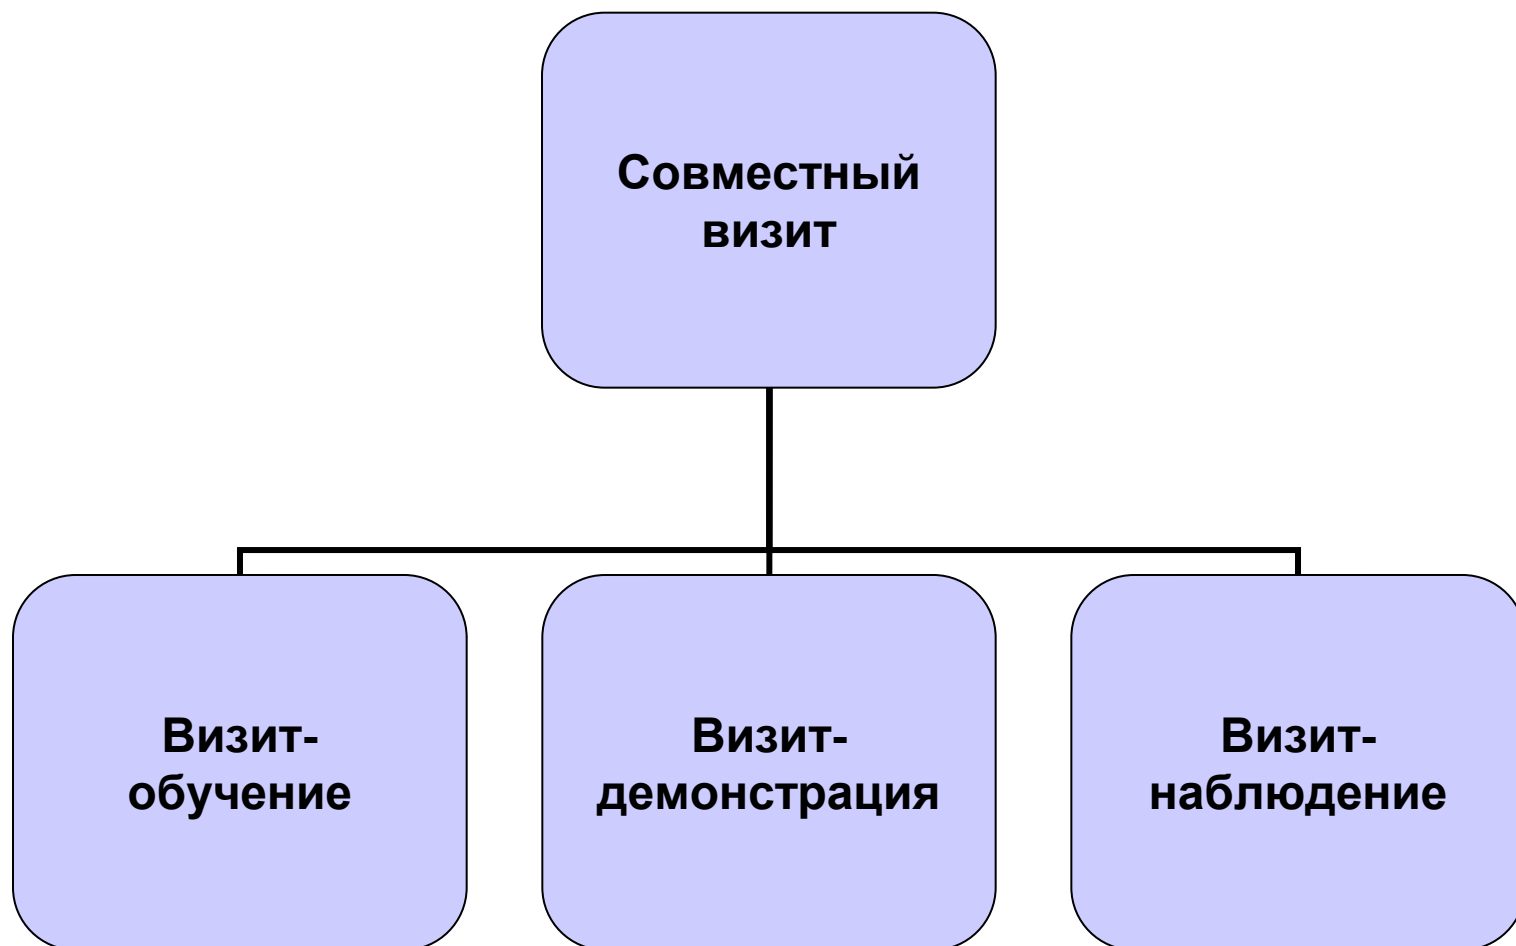 Совместный
визит
Визит-
обучение
Визит-
демонстрация
Визит-
наблюдение